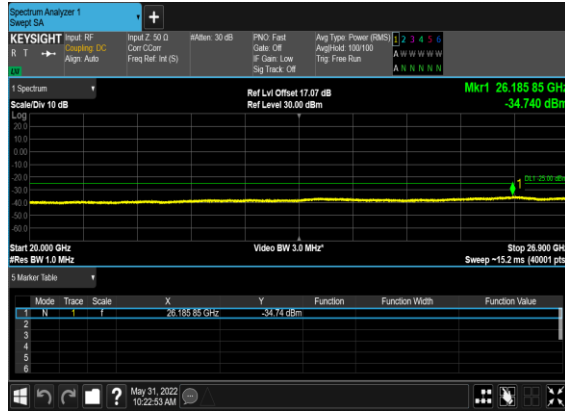 Spectrum Analyzer 1
Swept SA
+
KEYSIGHT Input: RF Input Z: 50 Ω #Atten: 30 dB PNO: Fast Avg Type: Power (RMS) 1 2 3 4 5 6
R T Coupling: DC Corr CCorr Gate: Off Avg|Hold: 100/100 A W W W W W
Align: Auto Freq Ref: Int (S) IF Gain: Low Trig: Free Run
Sig Track: Off A N N N N N
1 Spectrum Ref Lvl Offset 17.07 dB Mkr1 26.185 85 GHz
Scale/Div 10 dB Ref Level 30.00 dBm -34.740 dBm
Log
20.0
10.0
0.00
-10.0
-20.0
-30.0
-40.0
-50.0
-60.0
1 DL1 -25.00 dBm
Start 20.000 GHz Video BW 3.0 MHz* Stop 26.900 GHz
#Res BW 1.0 MHz Sweep ~15.2 ms (40001 pts)
5 Marker Table
Mode Trace Scale X Y Function Function Width Function Value
1 N 1 f 26.185 85 GHz -34.74 dBm
2
3
4
5
6
? May 31, 2022
10:22:53 AM